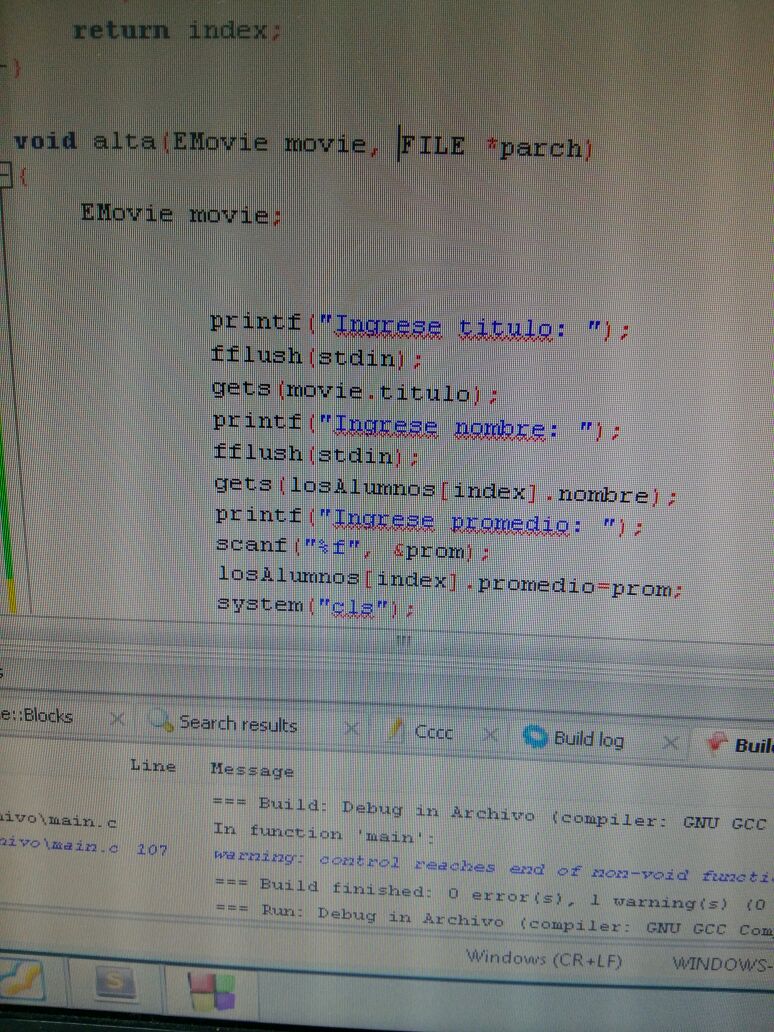 return index;
}
void alta(EMovie movie, FILE *parch)
{
EMovie movie;
printf("Ingrese titulo: ");
fflush(stdin);
gets(movie.titulo);
printf("Ingrese nombre: ");
fflush(stdin);
gets(losAlumnos[index].nombre);
printf("Ingrese promedio: ");
scanf("%f", &prom);
losAlumnos[index].promedio=prom;
system("cls");
s
e::Blocks Search results Cccc Build log Buil
Line Message
=== Build: Debug in Archivo (compiler: GNU GCC
hivo\main.c In function 'main':
hivo\main.c 107 warning: control reaches end of non-void functi
=== Build finished: 0 error(s), 1 warning(s) (0
=== Run: Debug in Archivo (compiler: GNU GCC Com
Windows (CR+LF) WINDOWS-
S